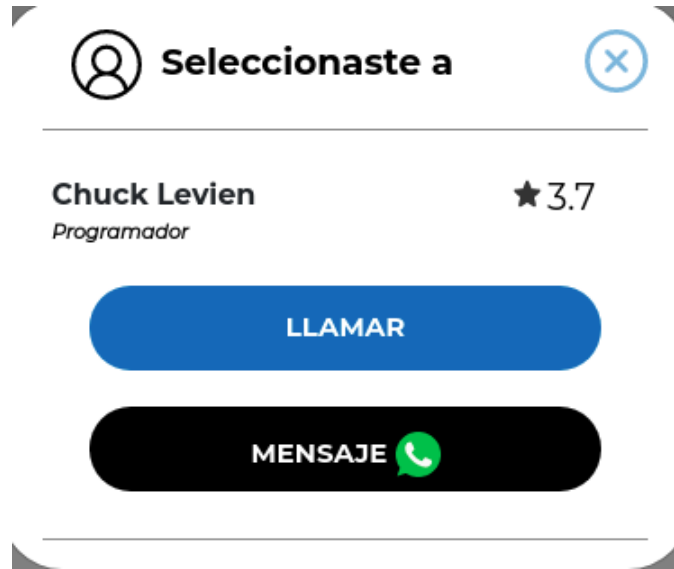 Seleccionaste a
Chuck Levien
3.7
Programador
LLAMAR
MENSAJE